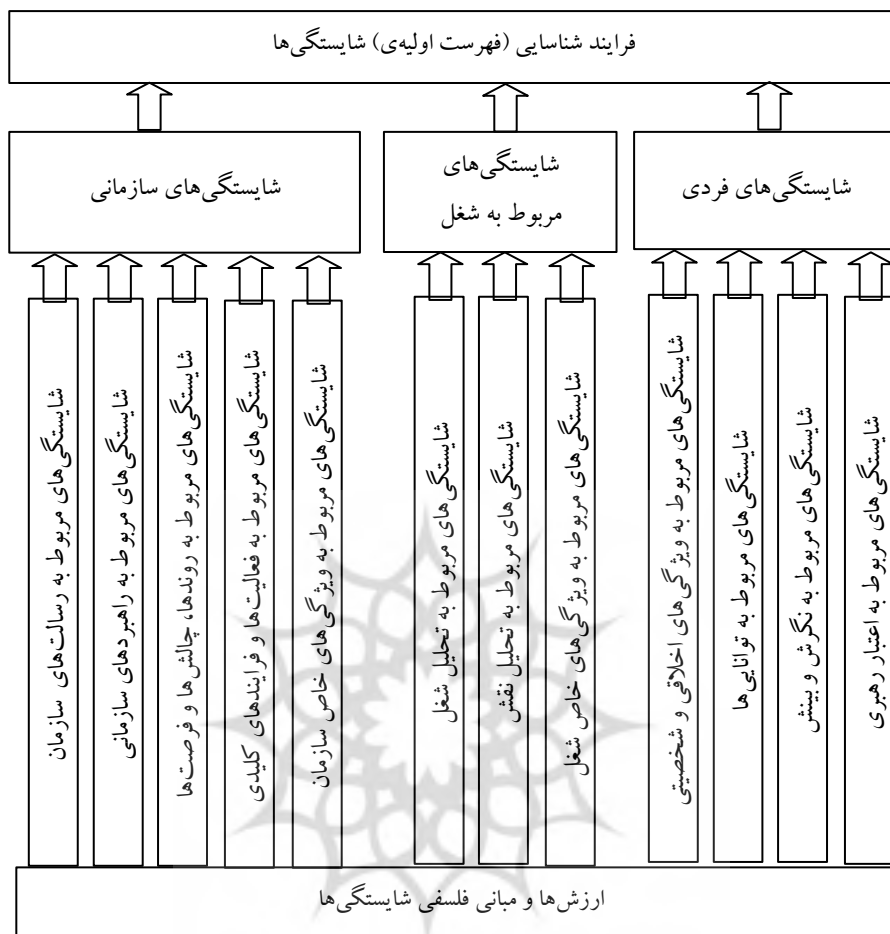 فرایند شناسایی (فهرست اولیه‌ی) شایستگی‌ها
شایستگی‌های فردی
شایستگی‌های
مربوط به شغل
شایستگی‌های سازمانی
شایستگی‌های مربوط به اعتبار رهبری
شایستگی‌های مربوط به نگرش و بینش
شایستگی‌های مربوط به توانایی‌ها
شایستگی‌های مربوط به ویژگی‌های اخلاقی و شخصیتی
شایستگی‌های مربوط به ویژگی‌های خاص شغل
شایستگی‌های مربوط به تحلیل نقش
شایستگی‌های مربوط به تحلیل شغل
شایستگی‌های مربوط به ویژگی‌های خاص سازمان
شایستگی‌های مربوط به فعالیت‌ها و فرایندهای کلیدی
شایستگی‌های مربوط به روندها، چالش‌ها و فرصت‌ها
شایستگی‌های مربوط به راهبردهای سازمانی
شایستگی‌های مربوط به رسالت‌های سازمان
ارزش‌ها و مبانی فلسفی شایستگی‌ها